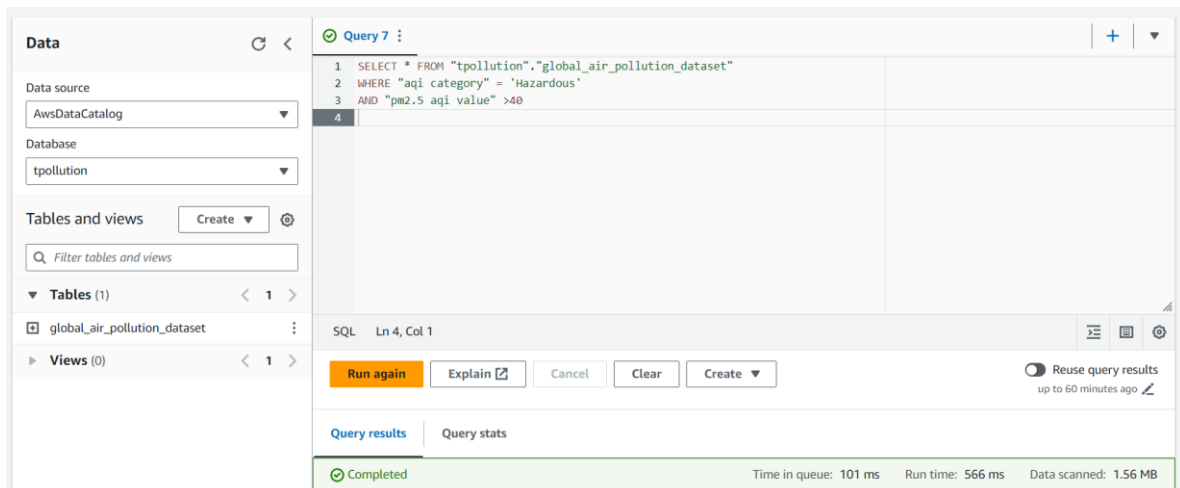 Data
Data source
AwsDataCatalog
Database
tpollution
Tables and views
Create
Filter tables and views
Tables (1)
1
global_air_pollution_dataset
Views (0)
1
Query 7
1 SELECT * FROM "tpollution"."global_air_pollution_dataset"
2 WHERE "aqi category" = 'Hazardous'
3 AND "pm2.5 aqi value" >40
4
SQL Ln 4, Col 1
Run again Explain Cancel Clear Create
Reuse query results
up to 60 minutes ago
Query results Query stats
Completed Time in queue: 101 ms Run time: 566 ms Data scanned: 1.56 MB